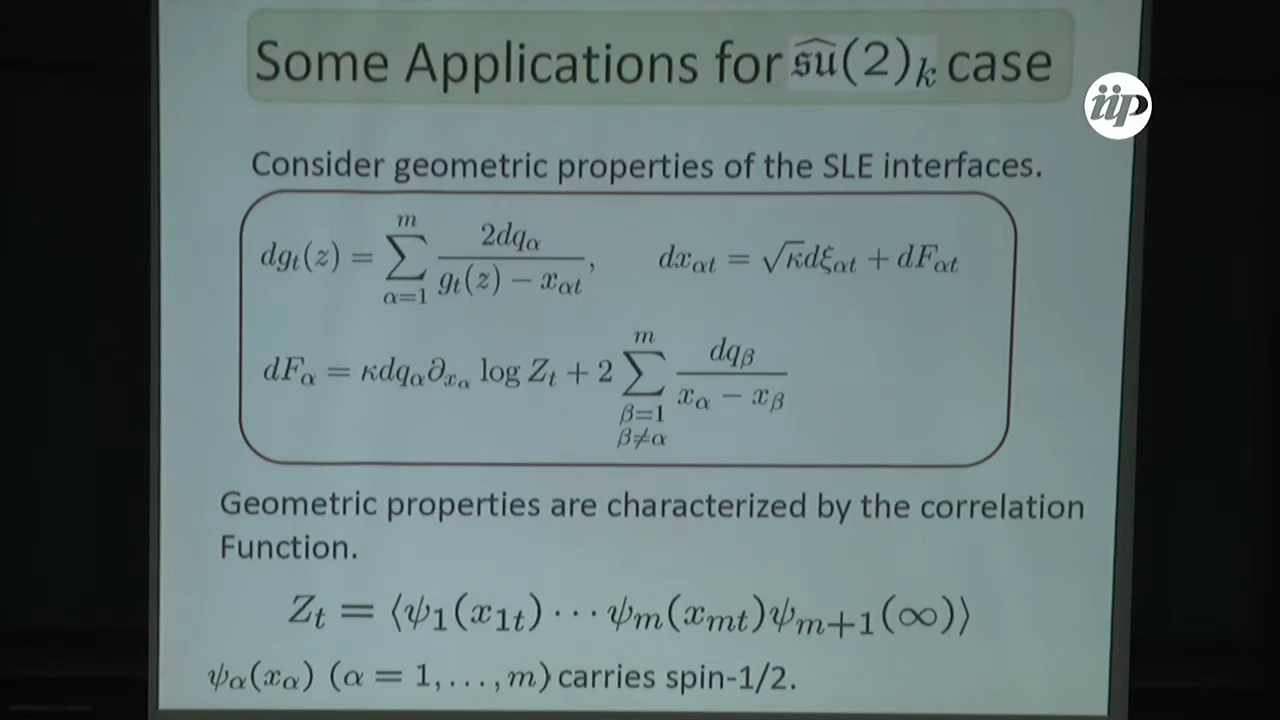 Some Applications for $\widehat{\mathfrak{su}}(2)_k$ case
iip
Consider geometric properties of the SLE interfaces.
$dg_t(z) = \sum_{\alpha=1}^{m} \frac{2dq_\alpha}{g_t(z) - x_{\alpha t}}, \quad dx_{\alpha t} = \sqrt{\kappa}d\xi_{\alpha t} + dF_{\alpha t}$
$dF_\alpha = \kappa dq_\alpha \partial_{x_\alpha} \log Z_t + 2 \sum_{\substack{\beta=1 \\ \beta \neq \alpha}}^{m} \frac{dq_\beta}{x_\alpha - x_\beta}$
Geometric properties are characterized by the correlation
Function.
$Z_t = \langle \psi_1(x_{1t}) \cdots \psi_m(x_{mt}) \psi_{m+1}(\infty) \rangle$
$\psi_\alpha(x_\alpha)\ (\alpha = 1, \ldots, m)$ carries spin-1/2.